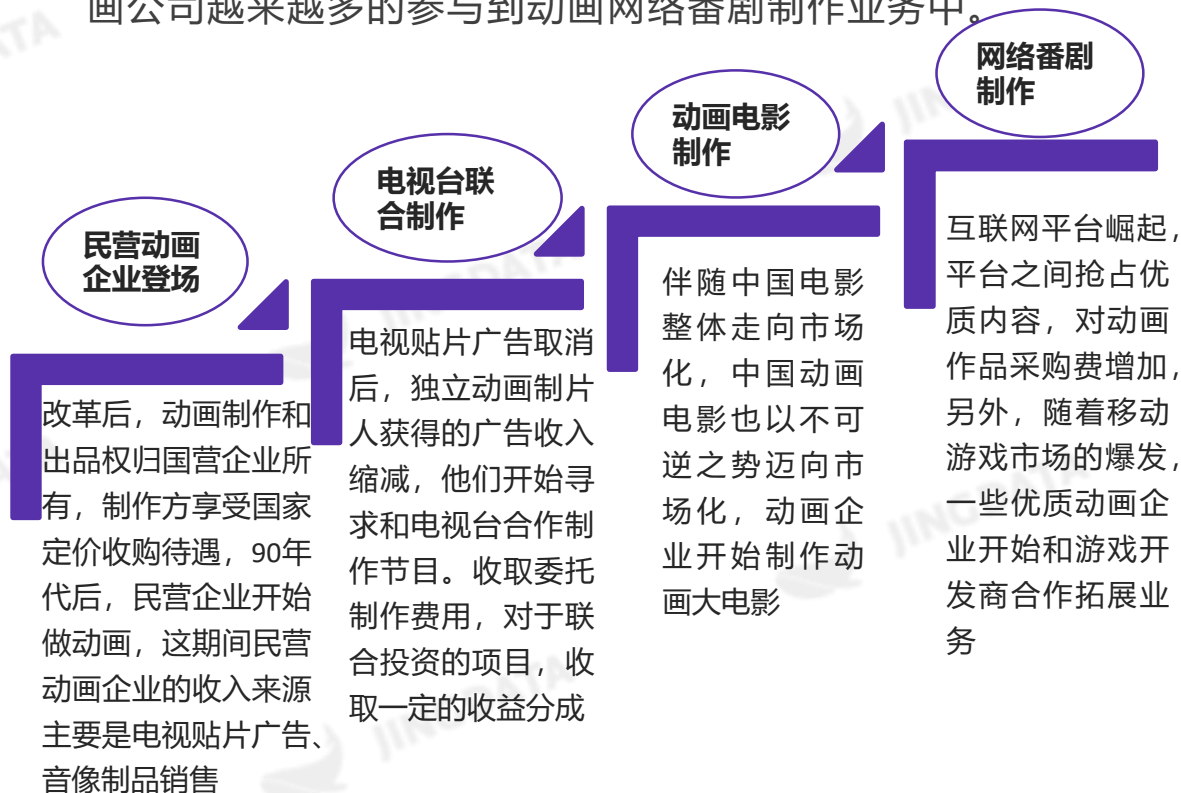 画公司越来越多的参与到动画网络番剧制作业务中。
网络番剧
制作
动画电影
制作
电视台联
合制作
民营动画
企业登场
改革后，动画制作和
出品权归国营企业所
有，制作方享受国家
定价收购待遇，90年
代后，民营企业开始
做动画，这期间民营
动画企业的收入来源
主要是电视贴片广告、
音像制品销售
电视贴片广告取消
后，独立动画制片
人获得的广告收入
缩减，他们开始寻
求和电视台合作制
作节目。收取委托
制作费用，对于联
合投资的项目，收
取一定的收益分成
伴随中国电影
整体走向市场
化，中国动画
电影也以不可
逆之势迈向市
场化，动画企
业开始制作动
画大电影
互联网平台崛起，
平台之间抢占优
质内容，对动画
作品采购费增加，
另外，随着移动
游戏市场的爆发，
一些优质动画企
业开始和游戏开
发商合作拓展业
务
JINGDATA
JINGDATA
JINGDATA